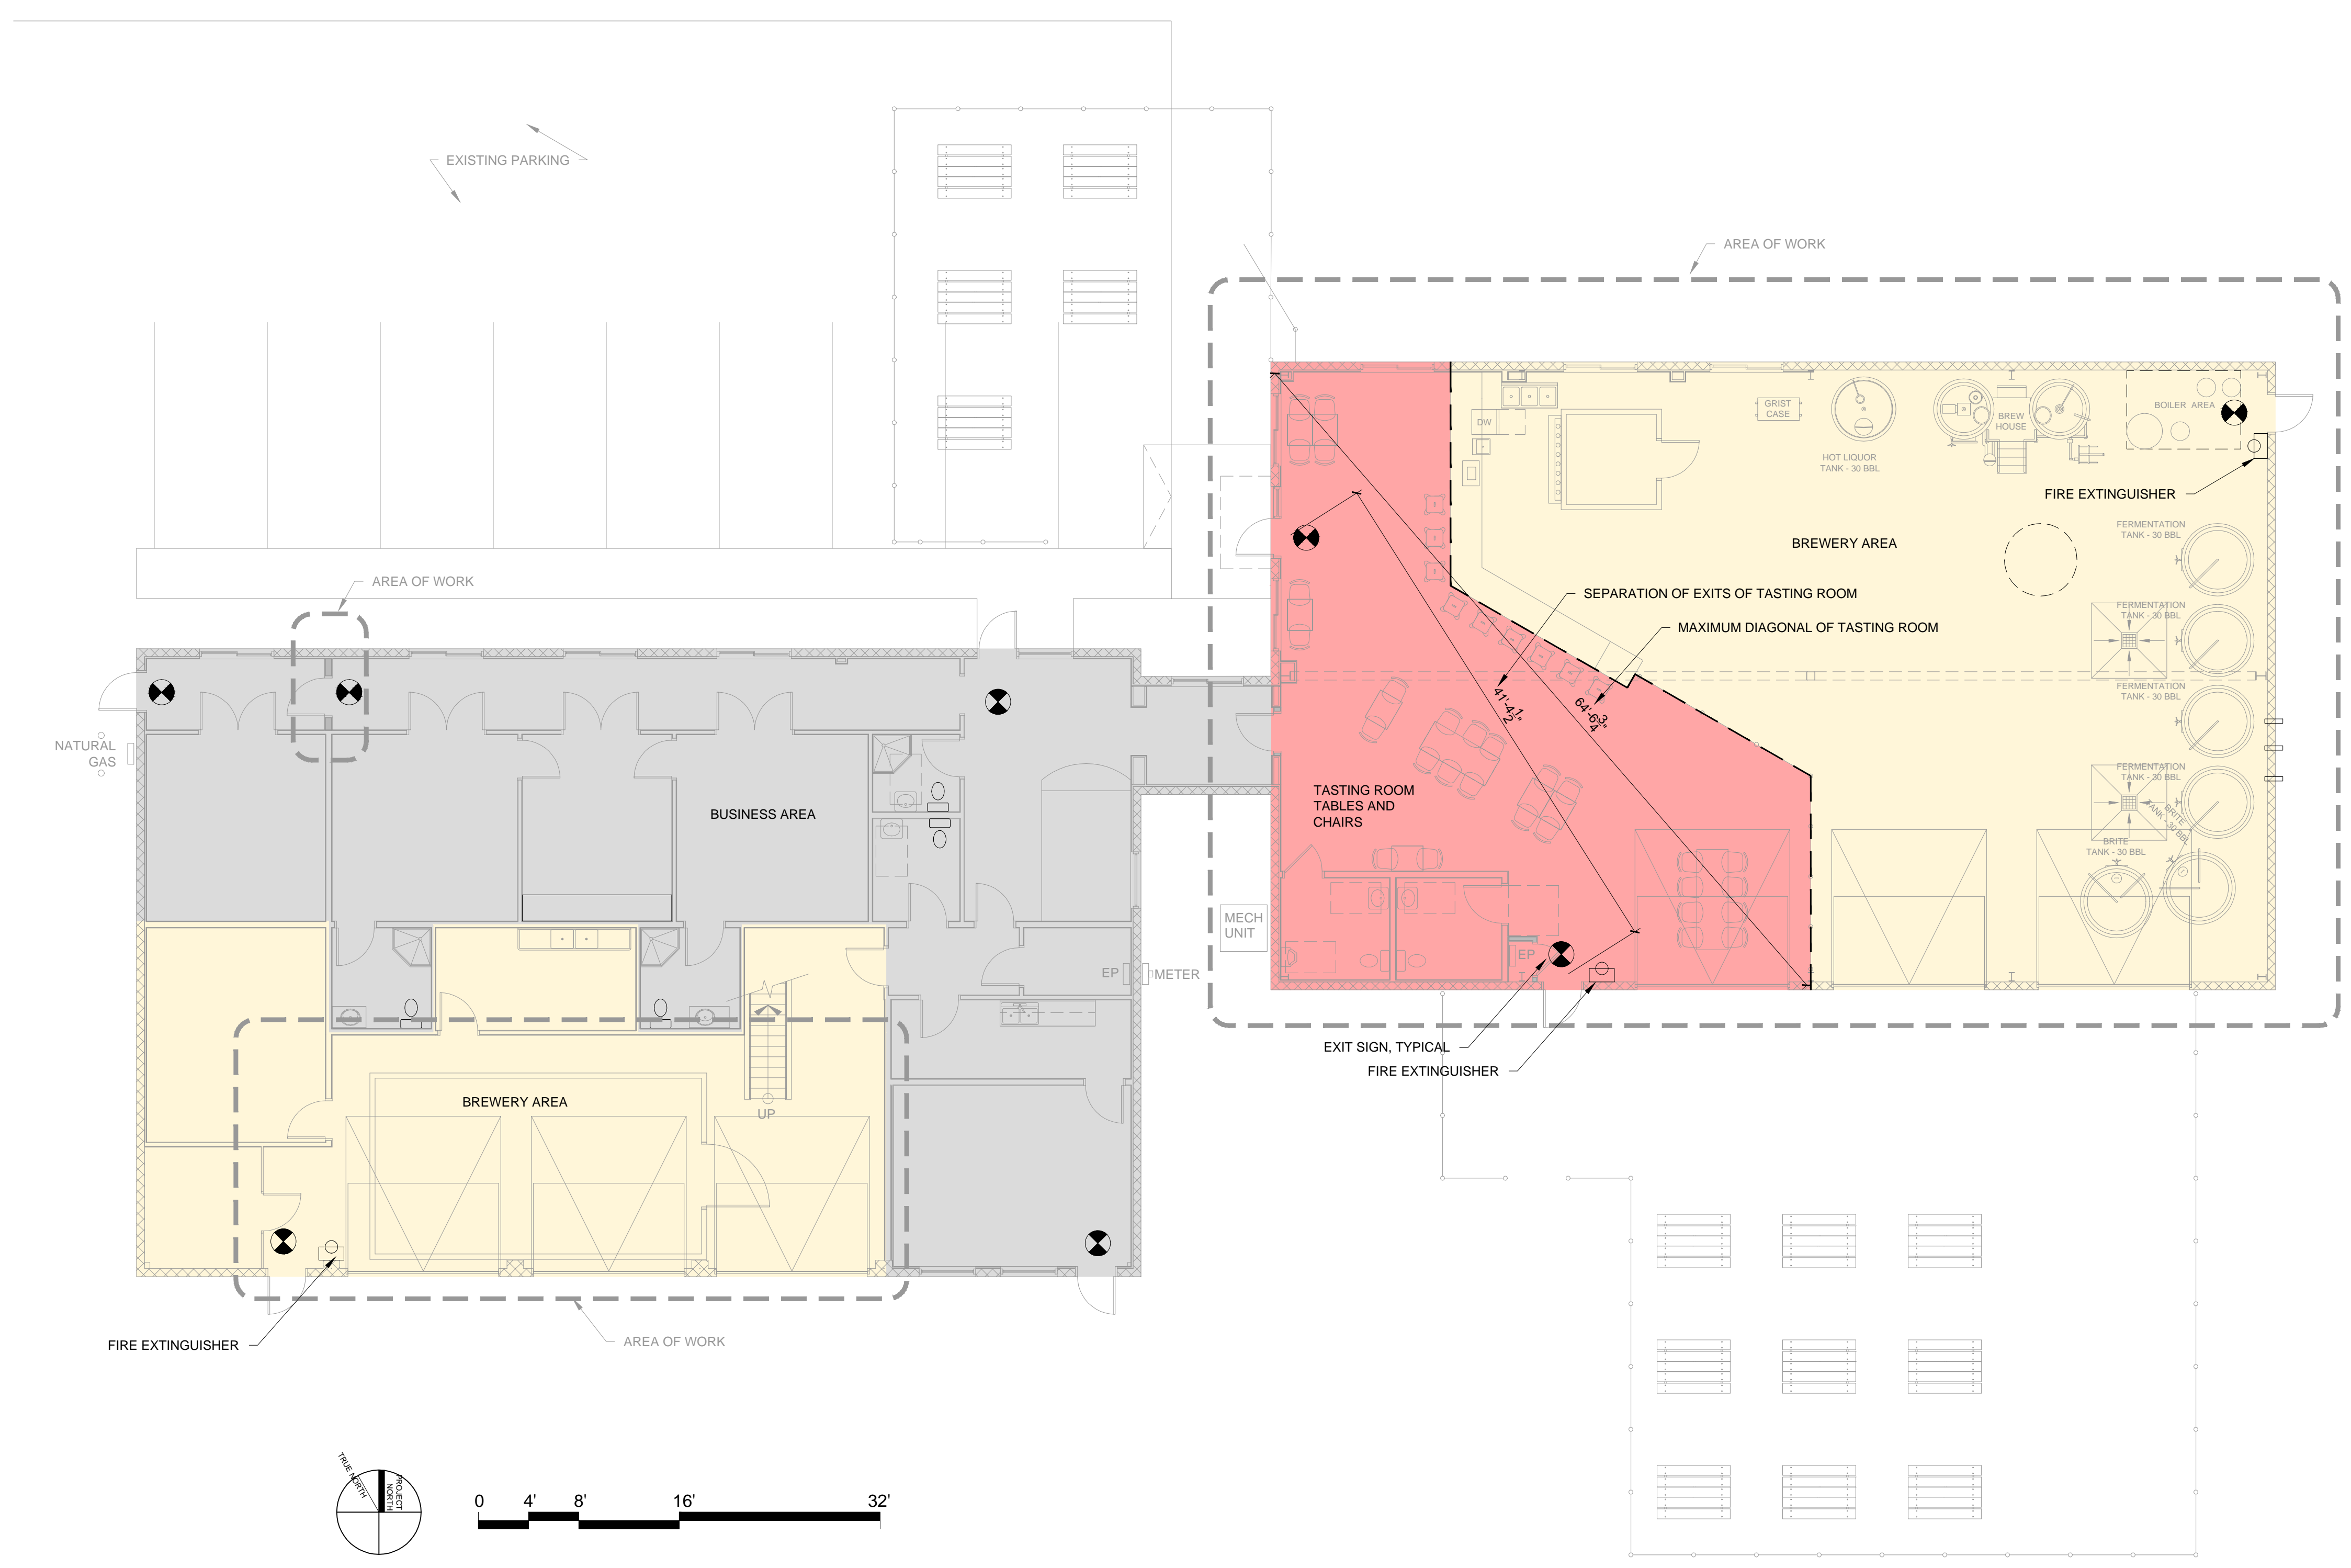 EXISTING PARKING
AREA OF WORK
GRIST
CASE
BREW
HOUSE
BOILER AREA
DW
HOT LIQUOR
TANK - 30 BBL
FIRE EXTINGUISHER
FERMENTATION
TANK - 30 BBL
BREWERY AREA
AREA OF WORK
SEPARATION OF EXITS OF TASTING ROOM
FERMENTATION
TANK - 30 BBL
MAXIMUM DIAGONAL OF TASTING ROOM
41'-4 1/2"
64'-6 3/4"
FERMENTATION
TANK - 30 BBL
NATURAL
GAS
FERMENTATION
TANK - 30 BBL
TASTING ROOM
TABLES AND
CHAIRS
BUSINESS AREA
BRITE
TANK - 30 BBL
BRITE
TANK - 30 BBL
MECH
UNIT
EP
EP
METER
EXIT SIGN, TYPICAL
FIRE EXTINGUISHER
BREWERY AREA
UP
FIRE EXTINGUISHER
AREA OF WORK
TRUE NORTH
PROJECT
NORTH
0 4' 8' 16' 32'